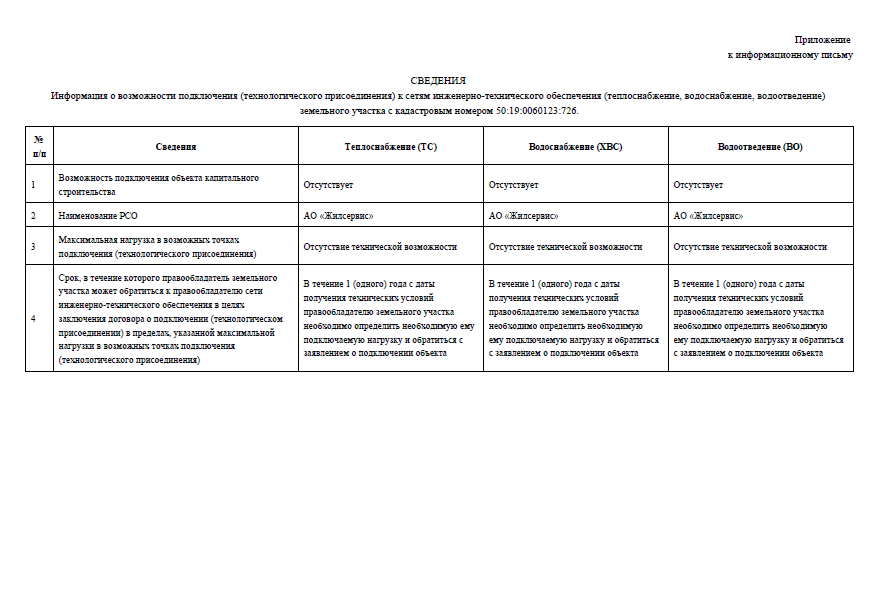 Приложение
к информационному письму
СВЕДЕНИЯ
Информация о возможности подключения (технологического присоединения) к сетям инженерно-технического обеспечения (теплоснабжение, водоснабжение, водоотведение)
земельного участка с кадастровым номером 50:19:0060123:726.
№
п/п
Сведения
Теплоснабжение (ТС)
Водоснабжение (ХВС)
Водоотведение (ВО)
1
Возможность подключения объекта капитального
строительства
Отсутствует
Отсутствует
Отсутствует
2
Наименование РСО
АО «Жилсервис»
АО «Жилсервис»
АО «Жилсервис»
3
Максимальная нагрузка в возможных точках
подключения (технологического присоединения)
Отсутствие технической возможности
Отсутствие технической возможности
Отсутствие технической возможности
4
Срок, в течение которого правообладатель земельного
участка может обратиться к правообладателю сети
инженерно-технического обеспечения в целях
заключения договора о подключении (технологическом
присоединении) в пределах, указанной максимальной
нагрузки в возможных точках подключения
(технологического присоединения)
В течение 1 (одного) года с даты
получения технических условий
правообладателю земельного участка
необходимо определить необходимую ему
подключаемую нагрузку и обратиться с
заявлением о подключении объекта
В течение 1 (одного) года с даты
получения технических условий
правообладателю земельного участка
необходимо определить необходимую
ему подключаемую нагрузку и обратиться
с заявлением о подключении объекта
В течение 1 (одного) года с даты
получения технических условий
правообладателю земельного участка
необходимо определить необходимую
ему подключаемую нагрузку и обратиться
с заявлением о подключении объекта